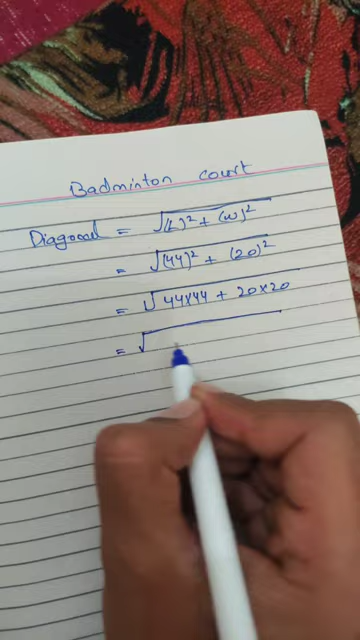 Badminton court
Diagonal = √(L)² + (W)²
= √(44)² + (20)²
= √44×44 + 20×20
= √